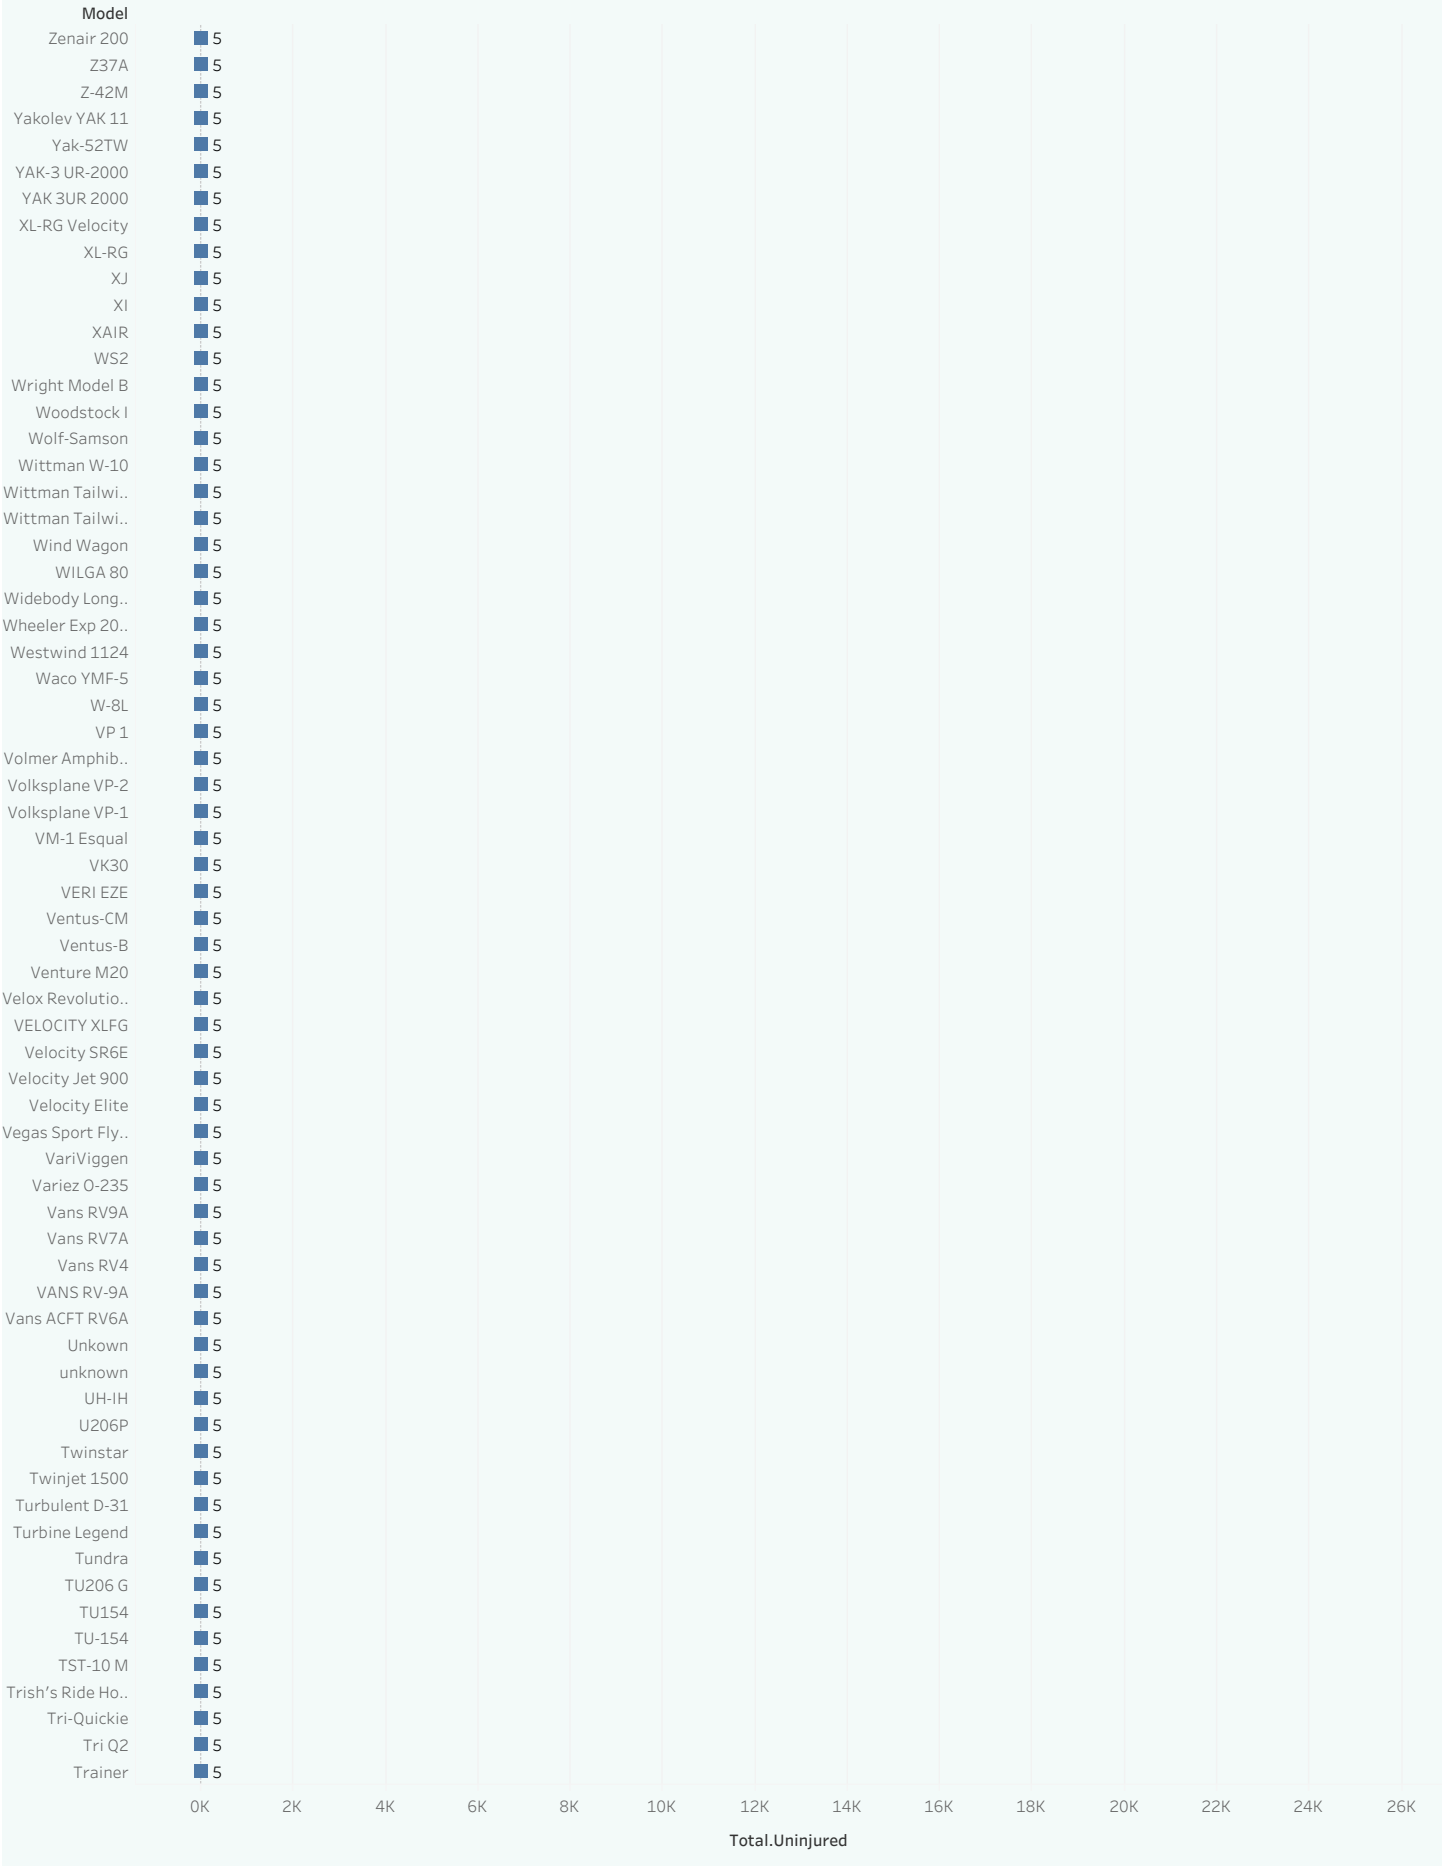 Model
Zenair 200 5
Z37A 5
Z-42M 5
Yakolev YAK 11 5
Yak-52TW 5
YAK-3 UR-2000 5
YAK 3UR 2000 5
XL-RG Velocity 5
XL-RG 5
XJ 5
XI 5
XAIR 5
WS2 5
Wright Model B 5
Woodstock I 5
Wolf-Samson 5
Wittman W-10 5
Wittman Tailwi.. 5
Wittman Tailwi.. 5
Wind Wagon 5
WILGA 80 5
Widebody Long.. 5
Wheeler Exp 20.. 5
Westwind 1124 5
Waco YMF-5 5
W-8L 5
VP 1 5
Volmer Amphib.. 5
Volksplane VP-2 5
Volksplane VP-1 5
VM-1 Esqual 5
VK30 5
VERI EZE 5
Ventus-CM 5
Ventus-B 5
Venture M20 5
Velox Revolutio.. 5
VELOCITY XLFG 5
Velocity SR6E 5
Velocity Jet 900 5
Velocity Elite 5
Vegas Sport Fly.. 5
VariViggen 5
Variez O-235 5
Vans RV9A 5
Vans RV7A 5
Vans RV4 5
VANS RV-9A 5
Vans ACFT RV6A 5
Unkown 5
unknown 5
UH-IH 5
U206P 5
Twinstar 5
Twinjet 1500 5
Turbulent D-31 5
Turbine Legend 5
Tundra 5
TU206 G 5
TU154 5
TU-154 5
TST-10 M 5
Trish's Ride Ho.. 5
Tri-Quickie 5
Tri Q2 5
Trainer 5
0K 2K 4K 6K 8K 10K 12K 14K 16K 18K 20K 22K 24K 26K
Total.Uninjured